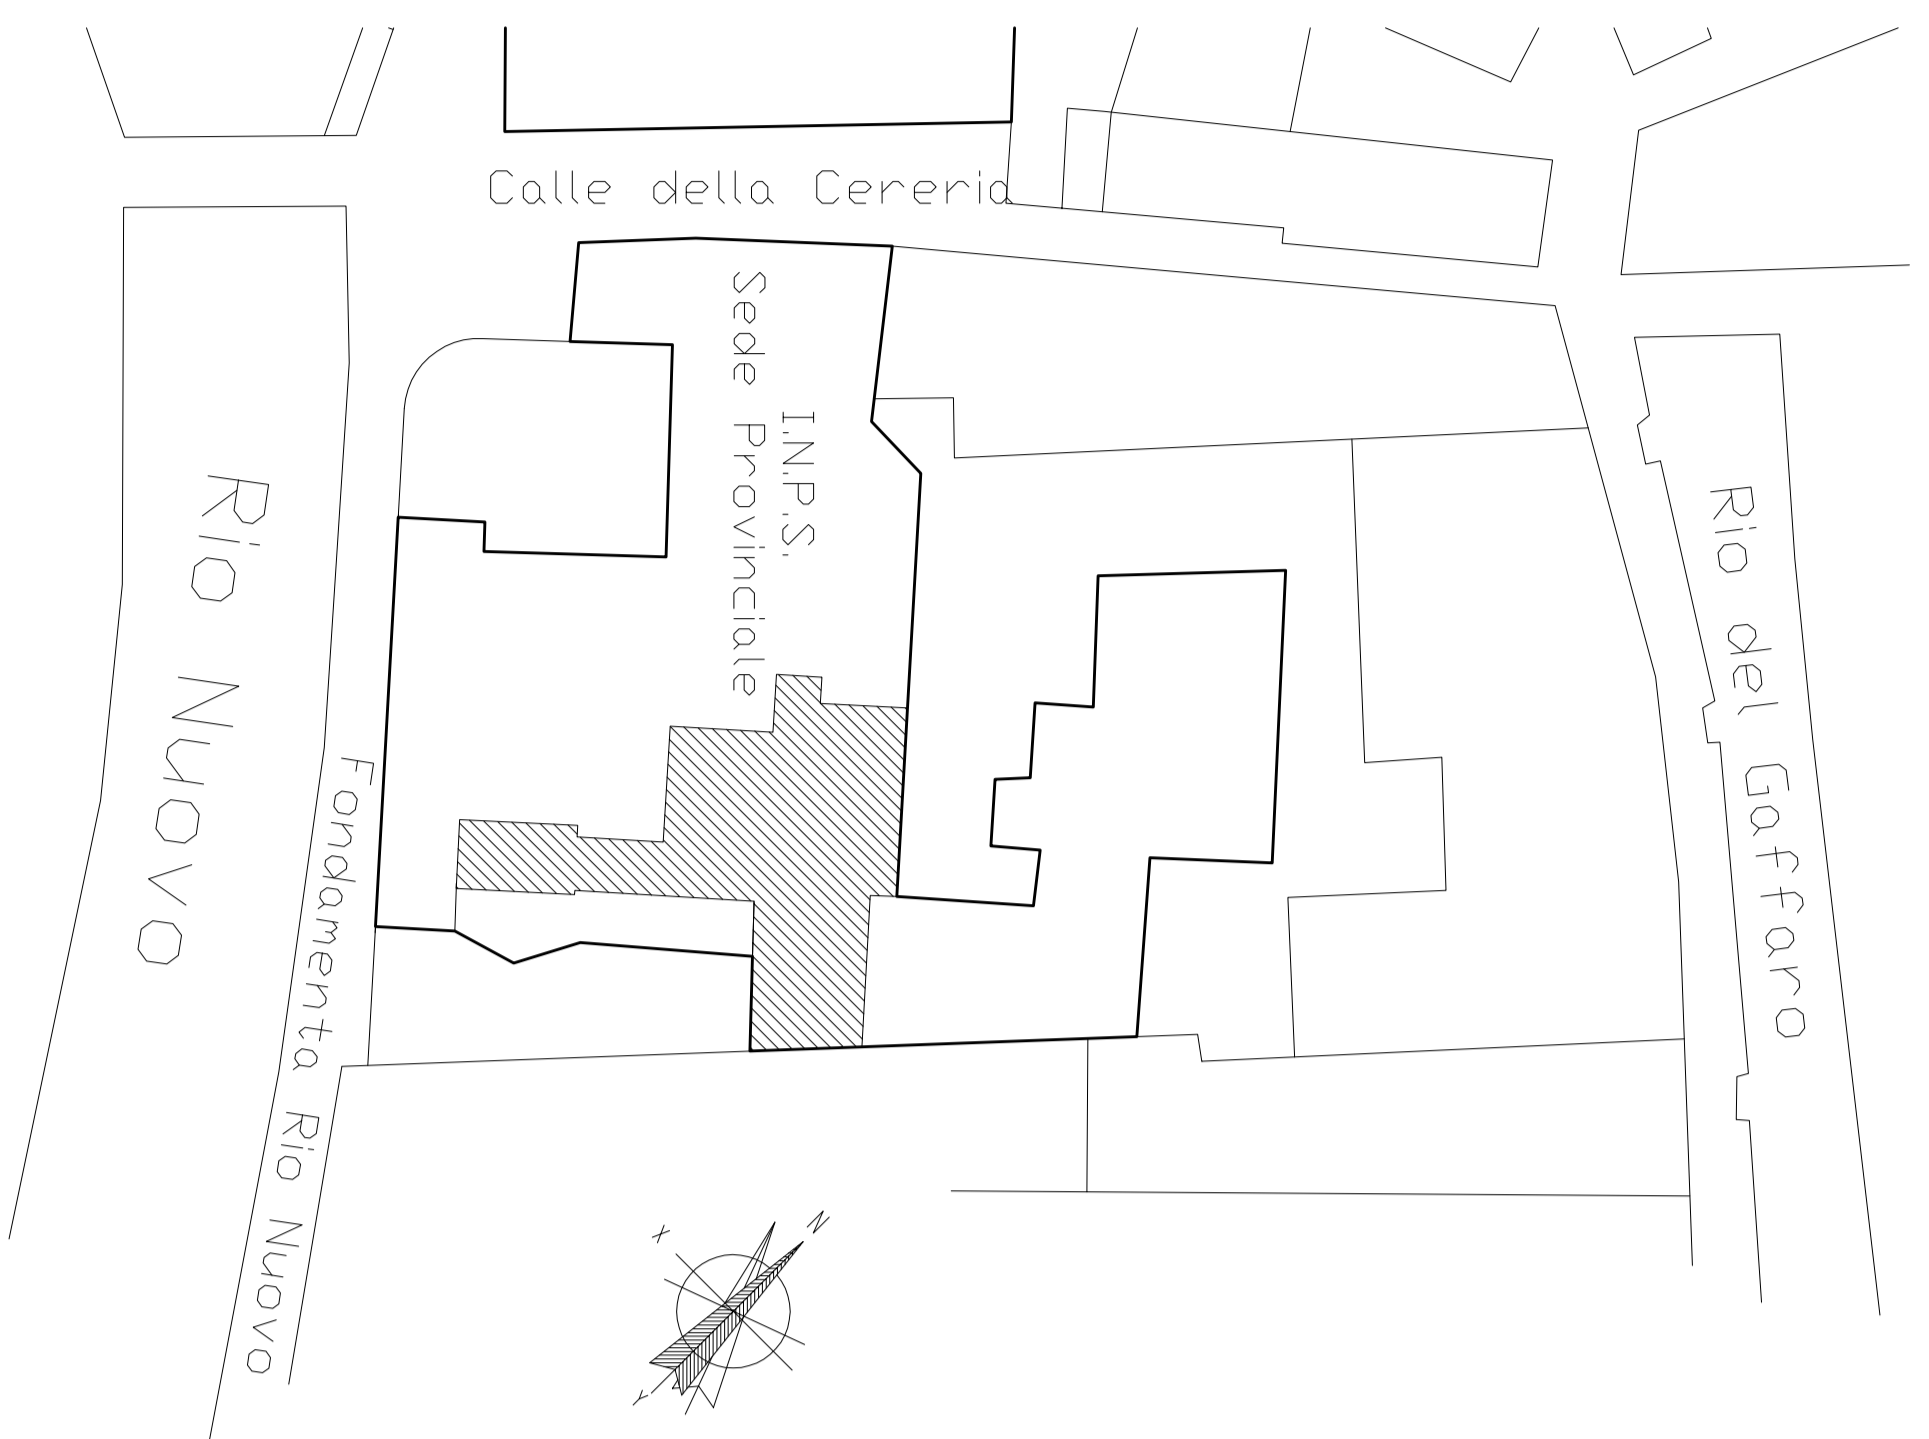 Calle della Cereria
I.N.P.S.
Sede Provinciale
Rio Nuovo
Fondamenta Rio Nuovo
Rio del Gaffaro
X
N
Y